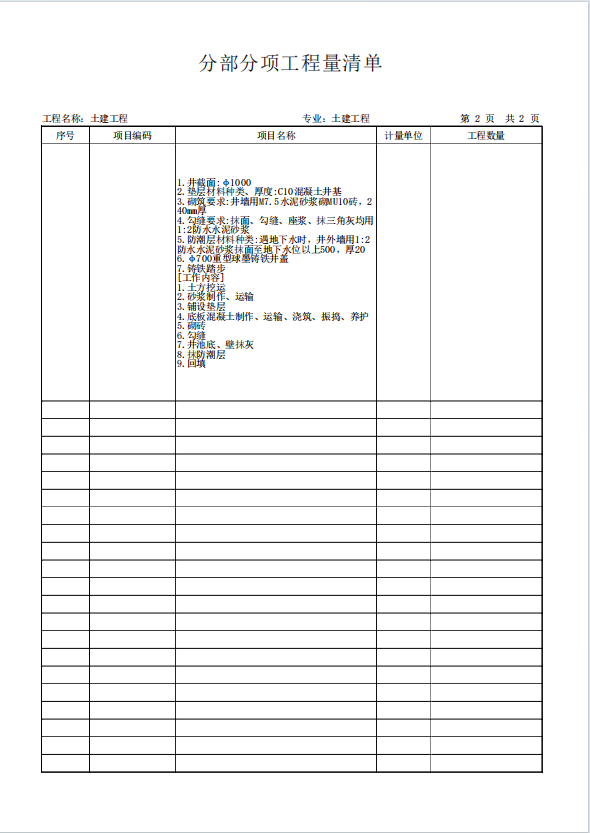 分部分项工程量清单
工程名称：土建工程 专业：土建工程 第 2 页 共 2 页
序号 项目编码 项目名称 计量单位 工程数量
1.井截面:φ1000
2.垫层材料种类、厚度:C10混凝土井基
3.砌筑要求:井墙用M7.5水泥砂浆砌MU10砖，2
40mm厚
4.勾缝要求:抹面、勾缝、座浆、抹三角灰均用
1:2防水水泥砂浆
5.防潮层材料种类:遇地下水时，井外墙用1:2
防水水泥砂浆抹面至地下水位以上500，厚20
6.φ700重型球墨铸铁井盖
7.铸铁踏步
[工作内容]
1.土方挖运
2.砂浆制作、运输
3.铺设垫层
4.底板混凝土制作、运输、浇筑、振捣、养护
5.砌砖
6.勾缝
7.井池底、壁抹灰
8.抹防潮层
9.回填